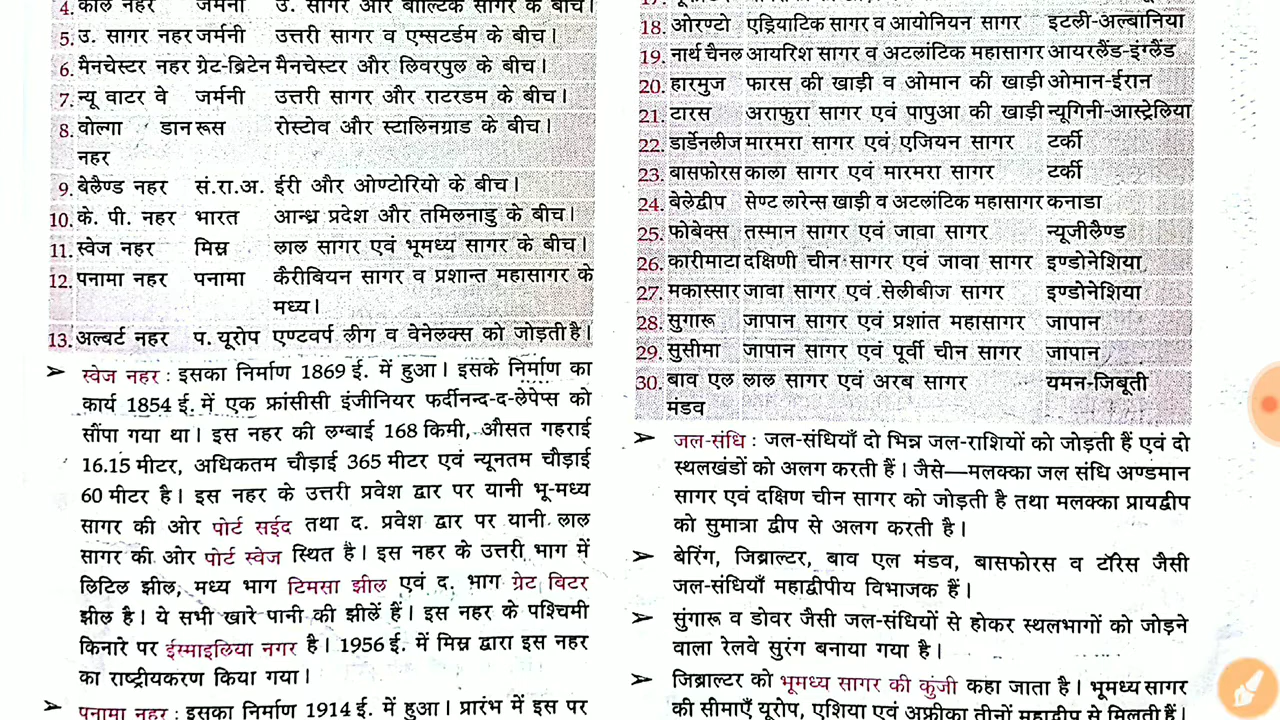 4. कील नहर जर्मनी उ. सागर और बाल्टिक सागर के बीच।
5. उ. सागर नहर जर्मनी उत्तरी सागर व एम्सटर्डम के बीच।
6. मैनचेस्टर नहर ग्रेट-ब्रिटेन मैनचेस्टर और लिवरपुल के बीच।
7. न्यू वाटर वे जर्मनी उत्तरी सागर और राटरडम के बीच।
8. वोल्गा डान रूस रोस्टोव और स्टालिनग्राड के बीच।
नहर
9. बेलैण्ड नहर सं.रा.अ. ईरी और ओण्टोरियो के बीच।
10. के. पी. नहर भारत आन्ध्र प्रदेश और तमिलनाडु के बीच।
11. स्वेज नहर मिस्र लाल सागर एवं भूमध्य सागर के बीच।
12. पनामा नहर पनामा कैरीबियन सागर व प्रशान्त महासागर के
मध्य।
13. अल्बर्ट नहर प. यूरोप एण्टवर्प लीग व वेनेलक्स को जोड़ती है।
➤ स्वेज नहर : इसका निर्माण 1869 ई. में हुआ। इसके निर्माण का
कार्य 1854 ई. में एक फ्रांसीसी इंजीनियर फर्दीनन्द-द-लेपेप्स को
सौंपा गया था। इस नहर की लम्बाई 168 किमी, औसत गहराई
16.15 मीटर, अधिकतम चौड़ाई 365 मीटर एवं न्यूनतम चौड़ाई
60 मीटर है। इस नहर के उत्तरी प्रवेश द्वार पर यानी भू-मध्य
सागर की ओर पोर्ट सईद तथा द. प्रवेश द्वार पर यानी लाल
सागर की ओर पोर्ट स्वेज स्थित है। इस नहर के उत्तरी भाग में
लिटिल झील, मध्य भाग टिमसा झील एवं द. भाग ग्रेट बिटर
झील है। ये सभी खारे पानी की झीलें हैं। इस नहर के पश्चिमी
किनारे पर ईस्माइलिया नगर है। 1956 ई. में मिस्र द्वारा इस नहर
का राष्ट्रीयकरण किया गया।
➤ पनामा नहर : इसका निर्माण 1914 ई. में हुआ। प्रारंभ में इस पर
17.
18. ओरण्टो एड्रियाटिक सागर व आयोनियन सागर इटली-अल्बानिया
19. नार्थ चैनल आयरिश सागर व अटलांटिक महासागर आयरलैंड-इंग्लैंड
20. हारमुज फारस की खाड़ी व ओमान की खाड़ी ओमान-ईरान
21. टारस अराफुरा सागर एवं पापुआ की खाड़ी न्यूगिनी-आस्ट्रेलिया
22. डार्डेनलीज मारमरा सागर एवं एजियन सागर टर्की
23. बासफोरस काला सागर एवं मारमरा सागर टर्की
24. बेलेद्वीप सेण्ट लारेन्स खाड़ी व अटलांटिक महासागर कनाडा
25. फोबेक्स तस्मान सागर एवं जावा सागर न्यूजीलैण्ड
26. कारीमाटा दक्षिणी चीन सागर एवं जावा सागर इण्डोनेशिया
27. मकास्सार जावा सागर एवं सेलीबीज सागर इण्डोनेशिया
28. सुगारू जापान सागर एवं प्रशांत महासागर जापान
29. सुसीमा जापान सागर एवं पूर्वी चीन सागर जापान
30. बाव एल लाल सागर एवं अरब सागर यमन-जिबूती
मंडव
➤ जल-संधि : जल-संधियाँ दो भिन्न जल-राशियों को जोड़ती हैं एवं दो
स्थलखंडों को अलग करती हैं। जैसे—मलक्का जल संधि अण्डमान
सागर एवं दक्षिण चीन सागर को जोड़ती है तथा मलक्का प्रायद्वीप
को सुमात्रा द्वीप से अलग करती है।
➤ बेरिंग, जिब्राल्टर, बाव एल मंडव, बासफोरस व टॉरेस जैसी
जल-संधियाँ महाद्वीपीय विभाजक हैं।
➤ सुंगारू व डोवर जैसी जल-संधियों से होकर स्थलभागों को जोड़ने
वाला रेलवे सुरंग बनाया गया है।
➤ जिब्राल्टर को भूमध्य सागर की कुंजी कहा जाता है। भूमध्य सागर
की सीमाएँ यूरोप, एशिया एवं अफ्रीका तीनों महाद्वीप से मिलती हैं।